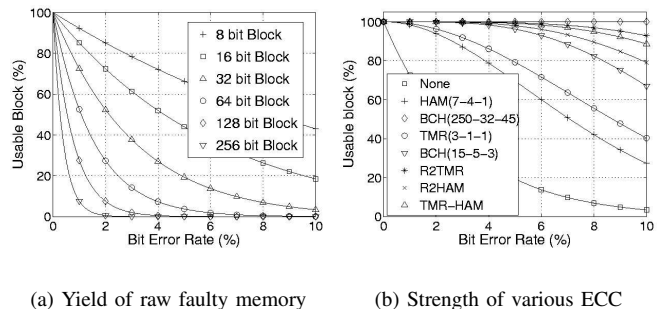 (a)
100
80
60
40
20
0
Usable Block (%)
8 bit Block
16 bit Block
32 bit Block
64 bit Block
128 bit Block
256 bit Block
0 2 4 6 8 10
Bit Error Rate (%)
(b)
100
80
60
40
20
0
Usable block (%)
None
HAM(7-4-1)
BCH(250-32-45)
TMR(3-1-1)
BCH(15-5-3)
R2TMR
R2HAM
TMR-HAM
0 2 4 6 8 10
Bit Error Rate (%)
(a) Yield of raw faulty memory
(b) Strength of various ECC